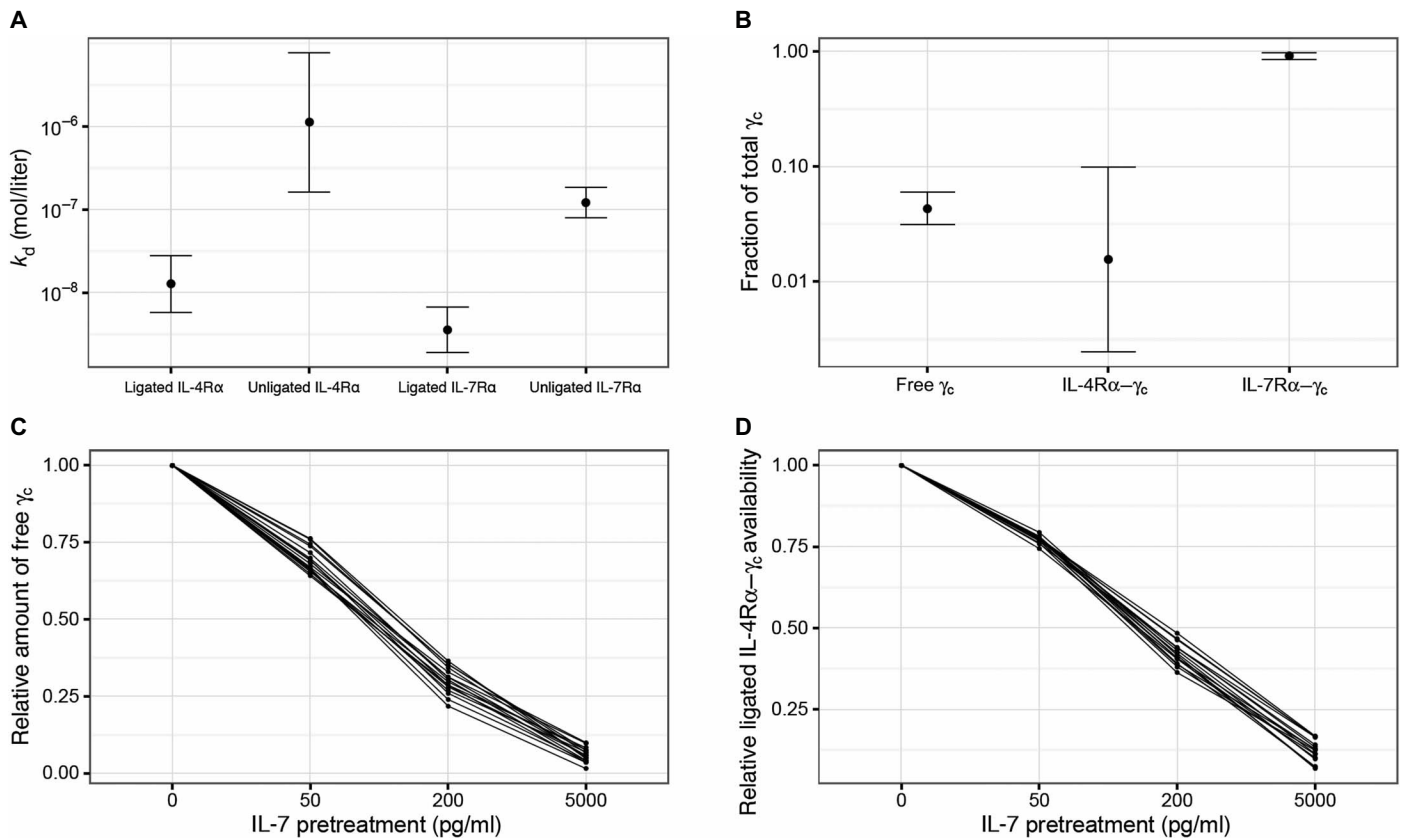 A
k_d (mol/liter)
10⁻⁶
10⁻⁷
10⁻⁸
Ligated IL-4Rα
Unligated IL-4Rα
Ligated IL-7Rα
Unligated IL-7Rα
B
Fraction of total γc
1.00
0.10
0.01
Free γc
IL-4Rα–γc
IL-7Rα–γc
C
Relative amount of free γc
1.00
0.75
0.50
0.25
0.00
0
50
200
5000
IL-7 pretreatment (pg/ml)
D
Relative ligated IL-4Rα–γc availability
1.00
0.75
0.50
0.25
0
50
200
5000
IL-7 pretreatment (pg/ml)